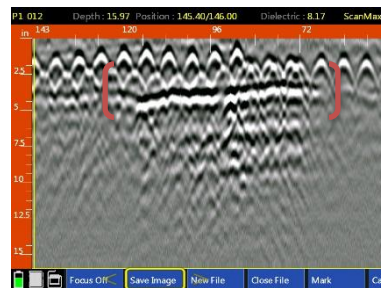 P1 012 Depth : 15.97 Position : 145.40/146.00 Dielectric : 8.17 ScanMax
in 143 120 96 72
2.5
5
7.5
10
12.5
15
Focus Off Save Image New File Close File Mark Ca